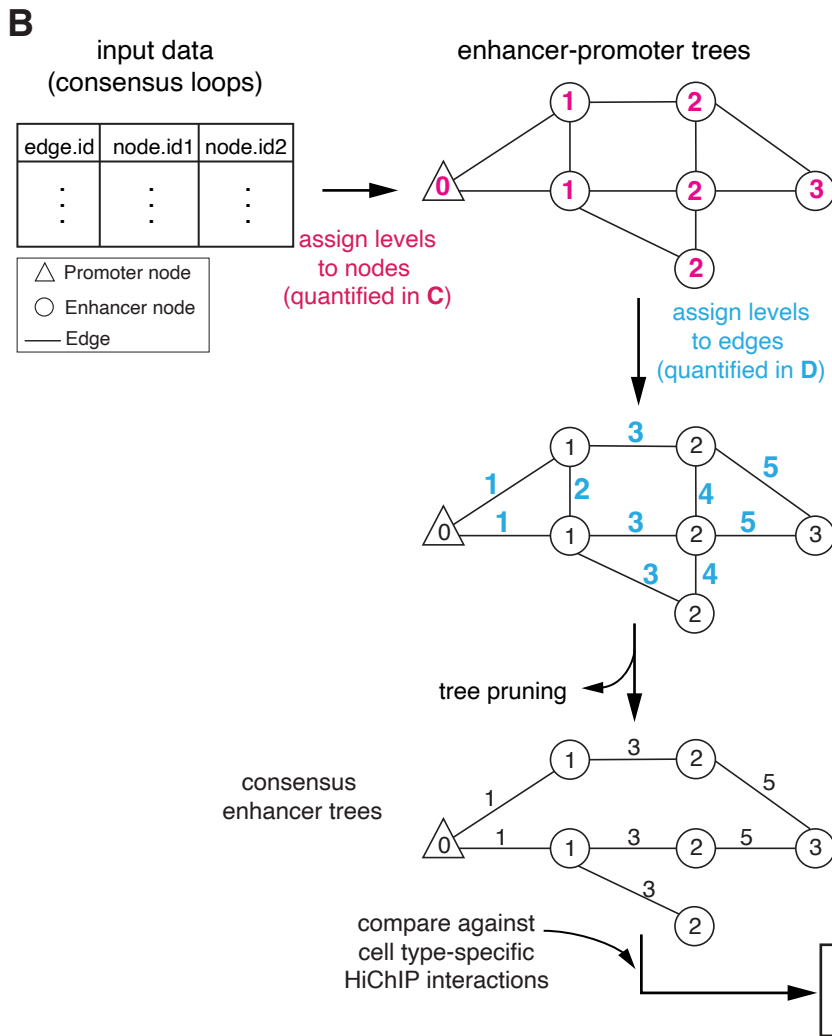 B
input data
(consensus loops)
enhancer-promoter trees
edge.id node.id1 node.id2
assign levels
to nodes
(quantified in C)
Promoter node
Enhancer node
Edge
1 2
0 1 2 3
2
assign levels
to edges
(quantified in D)
1 3 2
1 2 4 5
0 1 1 3 2 5 3
3 4
2
tree pruning
consensus
enhancer trees
1 3 2
1 5
0 1 1 3 2 5 3
3
2
compare against
cell type-specific
HiChIP interactions